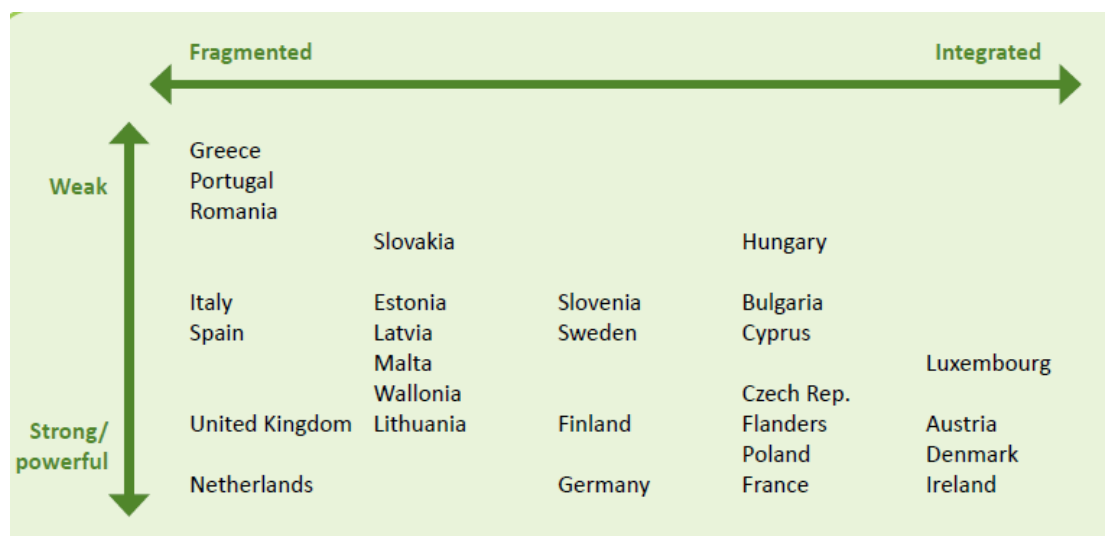 Fragmented Integrated
Greece
Weak Portugal
Romania
Slovakia Hungary
Italy Estonia Slovenia Bulgaria
Spain Latvia Sweden Cyprus
Malta Luxembourg
Wallonia Czech Rep.
Strong/ United Kingdom Lithuania Finland Flanders Austria
powerful Poland Denmark
Netherlands Germany France Ireland